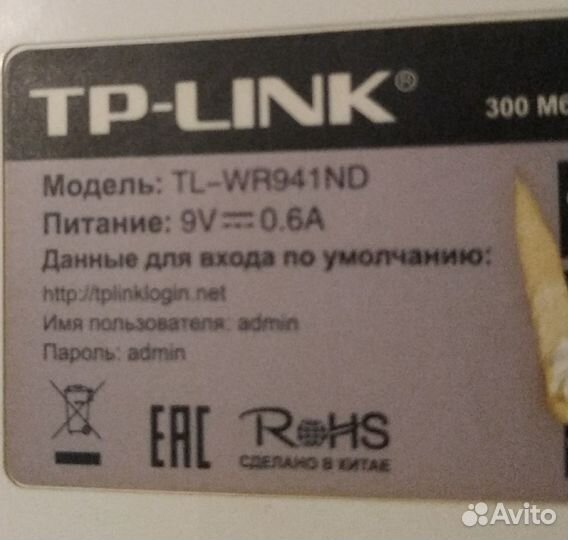 TP-LINK®
300 Мб
Модель: TL-WR941ND
Питание: 9V⎓0.6A
Данные для входа по умолчанию:
http://tplinklogin.net
Имя пользователя: admin
Пароль: admin
EAC
RoHS
СДЕЛАНО В КИТАЕ
Avito